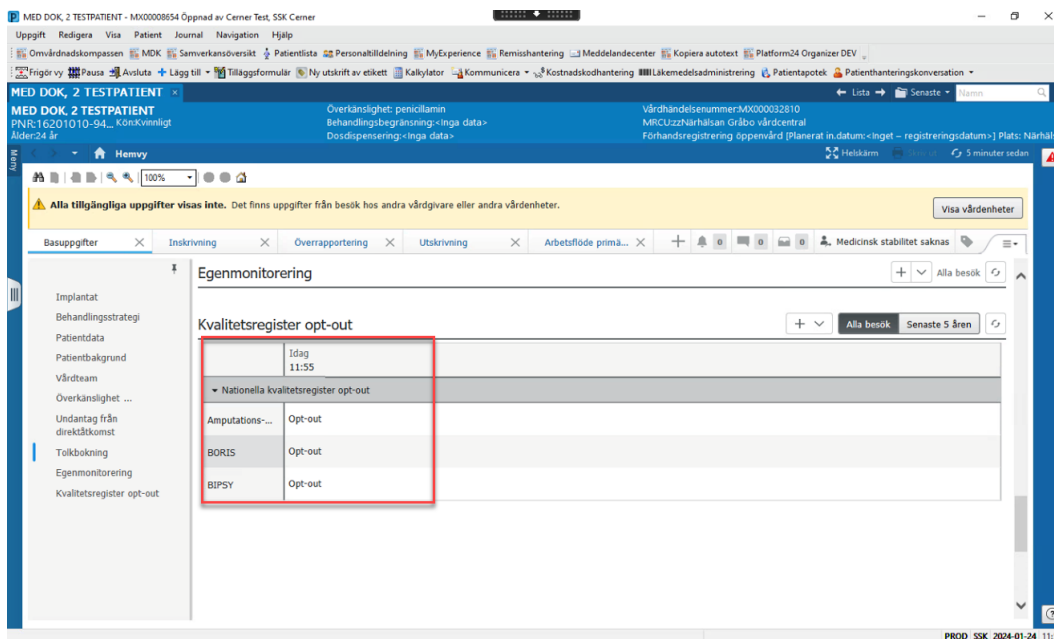 MED DOK, 2 TESTPATIENT - MX00008654 Öppnad av Cerner Test, SSK Cerner
Uppgift Redigera Visa Patient Journal Navigation Hjälp
Omvårdnadskompassen MDK Samverkansöversikt Patientlista Personaltilldelning MyExperience Remisshantering Meddelandecenter Kopiera autotext Platform24 Organizer DEV
Frigör vy Pausa Avsluta Lägg till Tilläggsformulär Ny utskrift av etikett Kalkylator Kommunicera Kostnadskodhantering Läkemedelsadministrering Patientapotek Patienthanteringskonversation
MED DOK, 2 TESTPATIENT Lista Senaste Namn
MED DOK, 2 TESTPATIENT Överkänslighet: penicillamin Vårdhändelsenummer:MX000032810
PNR:16201010-94... Kön:Kvinnligt Behandlingsbegränsning:<Inga data> MRCU:zzNärhälsan Gråbo vårdcentral
Ålder:24 år Dosdispensering:<Inga data> Förhandsregistrering öppenvård [Planerat in.datum:<Inget – registreringsdatum>] Plats: Närhäls
Meny
Hemvy Helskärm Skriv ut 5 minuter sedan
100%
Alla tillgängliga uppgifter visas inte. Det finns uppgifter från besök hos andra vårdgivare eller andra vårdenheter.
Visa vårdenheter
Basuppgifter Inskrivning Överrapportering Utskrivning Arbetsflöde primä... 0 0 0 Medicinsk stabilitet saknas
Egenmonitorering Alla besök
Implantat
Behandlingsstrategi
Patientdata
Patientbakgrund
Vårdteam
Överkänslighet ...
Undantag från
direktåtkomst
Tolkbokning
Egenmonitorering
Kvalitetsregister opt-out
Kvalitetsregister opt-out Alla besök Senaste 5 åren
Idag
11:55
Nationella kvalitetsregister opt-out
Amputations-... Opt-out
BORIS Opt-out
BIPSY Opt-out
PROD SSK 2024-01-24 11: